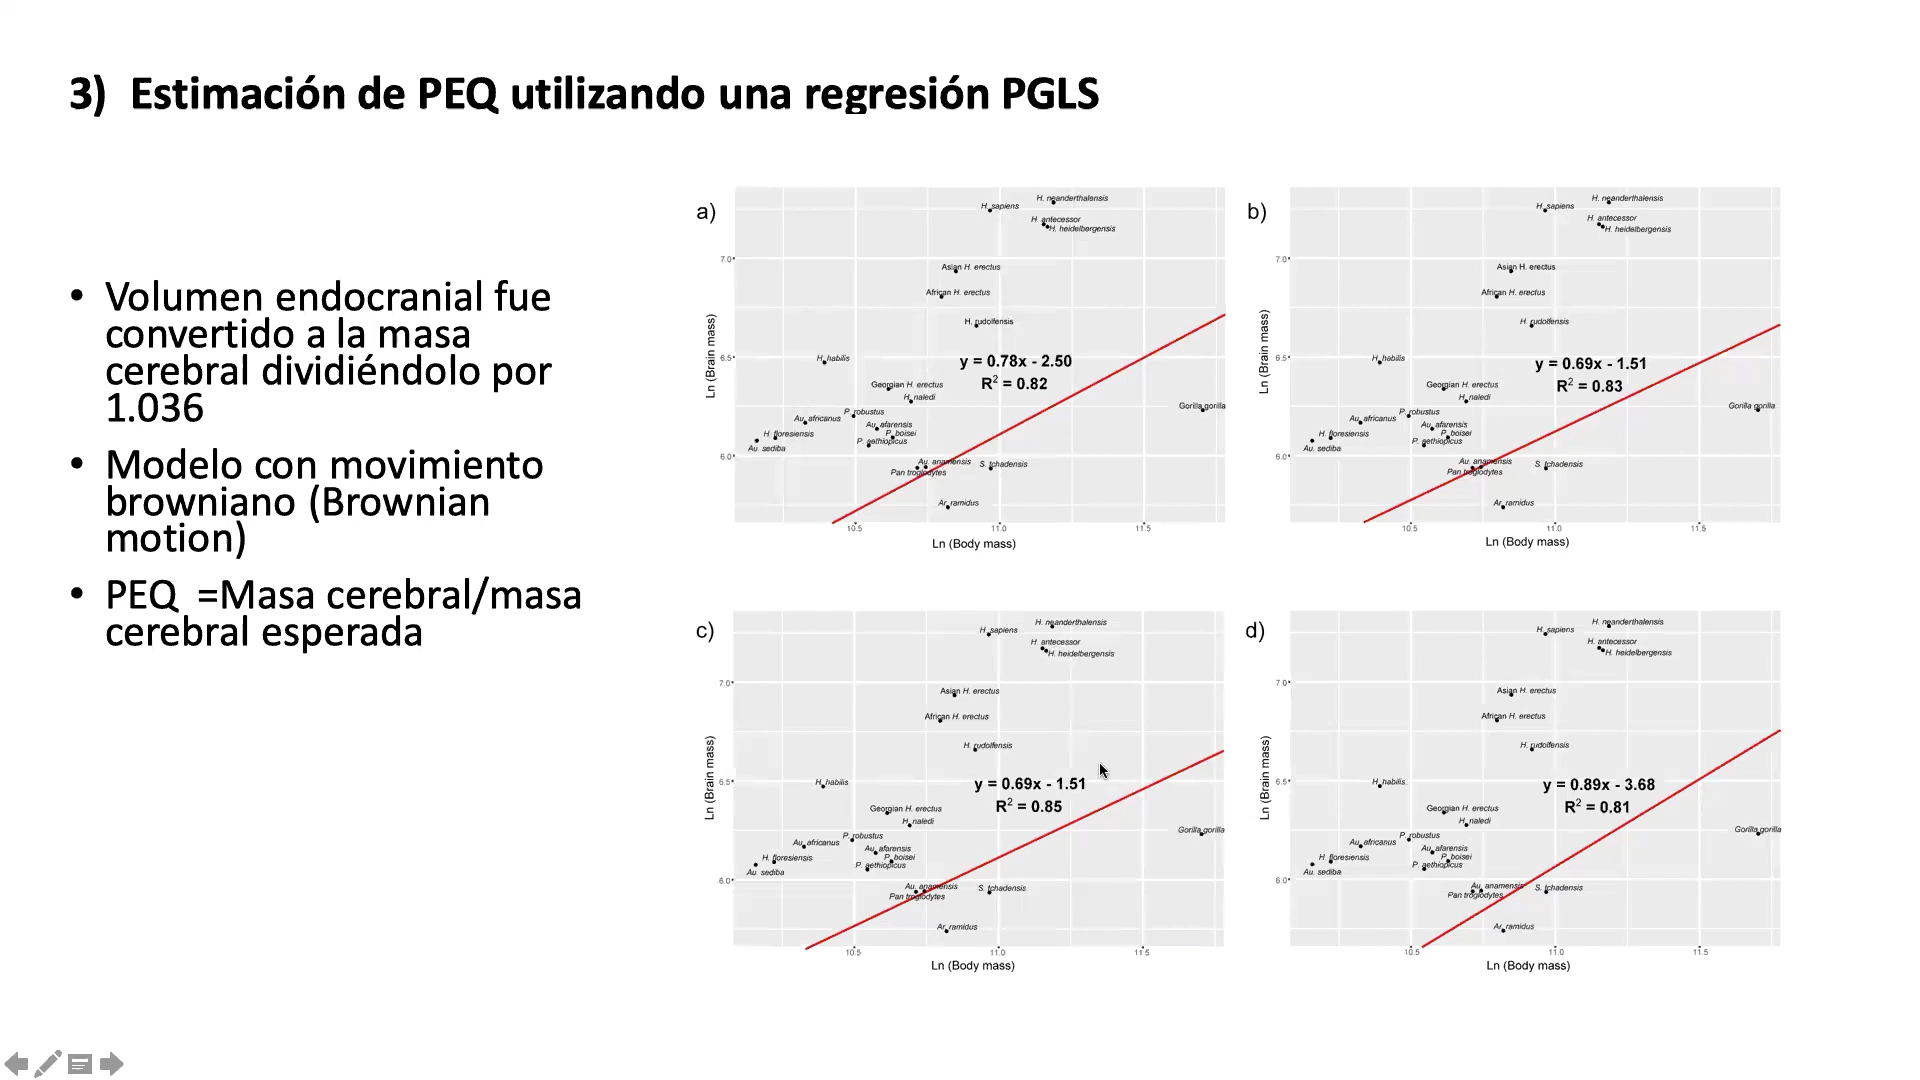 3) Estimación de PEQ utilizando una regresión PGLS
• Volumen endocranial fue
convertido a la masa
cerebral dividiéndolo por
1.036
• Modelo con movimiento
browniano (Brownian
motion)
• PEQ =Masa cerebral/masa
cerebral esperada
a)
H. neanderthalensis
H. sapiens
H. antecessor
H. heidelbergensis
7.0
Asian H. erectus
African H. erectus
H. rudolfensis
Ln (Brain mass)
6.5
H. habilis
y = 0.78x - 2.50
R² = 0.82
Georgian H. erectus
H. naledi
Gorilla gorilla
P. robustus
Au. africanus
Au. afarensis
H. floresiensis
P. boisei
P. aethiopicus
Au. sediba
6.0
Au. anamensis
S. tchadensis
Pan troglodytes
Ar. ramidus
10.5
11.0
11.5
Ln (Body mass)
b)
H. neanderthalensis
H. sapiens
H. antecessor
H. heidelbergensis
7.0
Asian H. erectus
African H. erectus
H. rudolfensis
Ln (Brain mass)
6.5
H. habilis
y = 0.69x - 1.51
R² = 0.83
Georgian H. erectus
H. naledi
Gorilla gorilla
P. robustus
Au. africanus
Au. afarensis
H. floresiensis
P. boisei
P. aethiopicus
Au. sediba
6.0
Au. anamensis
S. tchadensis
Pan troglodytes
Ar. ramidus
10.5
11.0
11.5
Ln (Body mass)
c)
H. neanderthalensis
H. sapiens
H. antecessor
H. heidelbergensis
7.0
Asian H. erectus
African H. erectus
H. rudolfensis
Ln (Brain mass)
6.5
H. habilis
y = 0.69x - 1.51
R² = 0.85
Georgian H. erectus
H. naledi
Gorilla gorilla
P. robustus
Au. africanus
Au. afarensis
H. floresiensis
P. boisei
P. aethiopicus
Au. sediba
6.0
Au. anamensis
S. tchadensis
Pan troglodytes
Ar. ramidus
10.5
11.0
11.5
Ln (Body mass)
d)
H. neanderthalensis
H. sapiens
H. antecessor
H. heidelbergensis
7.0
Asian H. erectus
African H. erectus
H. rudolfensis
Ln (Brain mass)
6.5
H. habilis
y = 0.89x - 3.68
R² = 0.81
Georgian H. erectus
H. naledi
Gorilla gorilla
P. robustus
Au. africanus
Au. afarensis
H. floresiensis
P. boisei
P. aethiopicus
Au. sediba
6.0
Au. anamensis
S. tchadensis
Pan troglodytes
Ar. ramidus
10.5
11.0
11.5
Ln (Body mass)